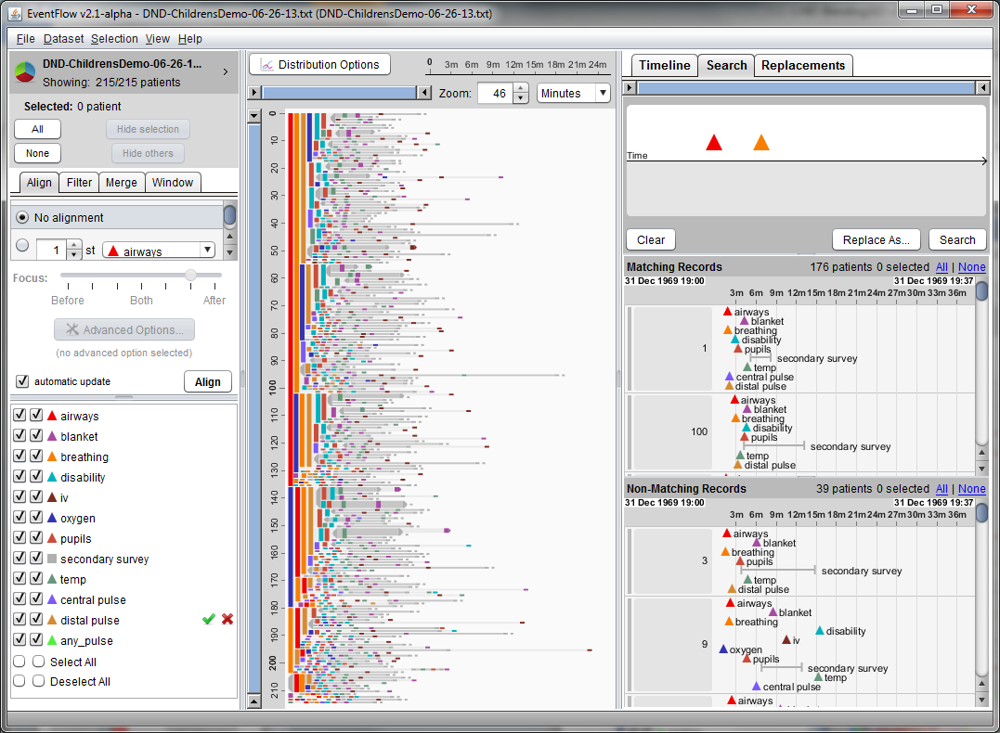 EventFlow v2.1-alpha - DND-ChildrensDemo-06-26-13.txt (DND-ChildrensDemo-06-26-13.txt)
File Dataset Selection View Help
DND-ChildrensDemo-06-26-1...
Showing: 215/215 patients
Selected: 0 patient
All Hide selection
None Hide others
Align Filter Merge Window
No alignment
1 st airways
Focus:
Before Both After
Advanced Options...
(no advanced option selected)
automatic update Align
airways
blanket
breathing
disability
iv
oxygen
pupils
secondary survey
temp
central pulse
distal pulse
any_pulse
Select All
Deselect All
Distribution Options
0 3m 6m 9m 12m 15m 18m 21m 24m
Zoom: 46 Minutes
0
10
20
30
40
50
60
70
80
90
100
110
120
130
140
150
160
170
180
190
200
210
Timeline Search Replacements
Time
Clear Replace As... Search
Matching Records 176 patients 0 selected All | None
31 Dec 1969 19:00 31 Dec 1969 19:37
3m 6m 9m 12m 15m 18m 21m 24m 27m 30m 33m 36m
airways
blanket
breathing
disability
1 pupils
secondary survey
temp
central pulse
distal pulse
airways
blanket
breathing
disability
100 pupils
secondary survey
temp
distal pulse
Non-Matching Records 39 patients 0 selected All | None
31 Dec 1969 19:00 31 Dec 1969 19:37
3m 6m 9m 12m 15m 18m 21m 24m 27m 30m 33m 36m
airways
blanket
breathing
3 pupils
secondary survey
temp
distal pulse
airways
blanket
breathing
disability
9 iv
oxygen
pupils
secondary survey
temp
central pulse
airways